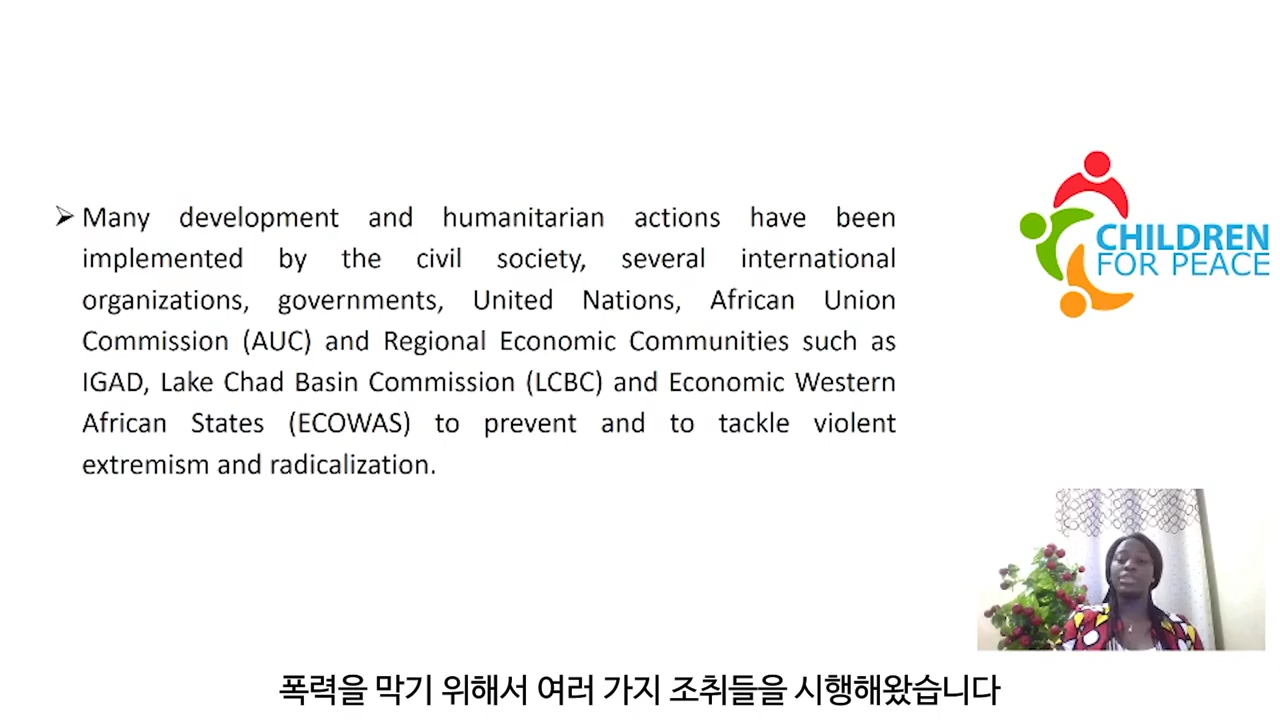 ➢ Many development and humanitarian actions have been
implemented by the civil society, several international
organizations, governments, United Nations, African Union
Commission (AUC) and Regional Economic Communities such as
IGAD, Lake Chad Basin Commission (LCBC) and Economic Western
African States (ECOWAS) to prevent and to tackle violent
extremism and radicalization.
CHILDREN
FOR PEACE
폭력을 막기 위해서 여러 가지 조취들을 시행해왔습니다